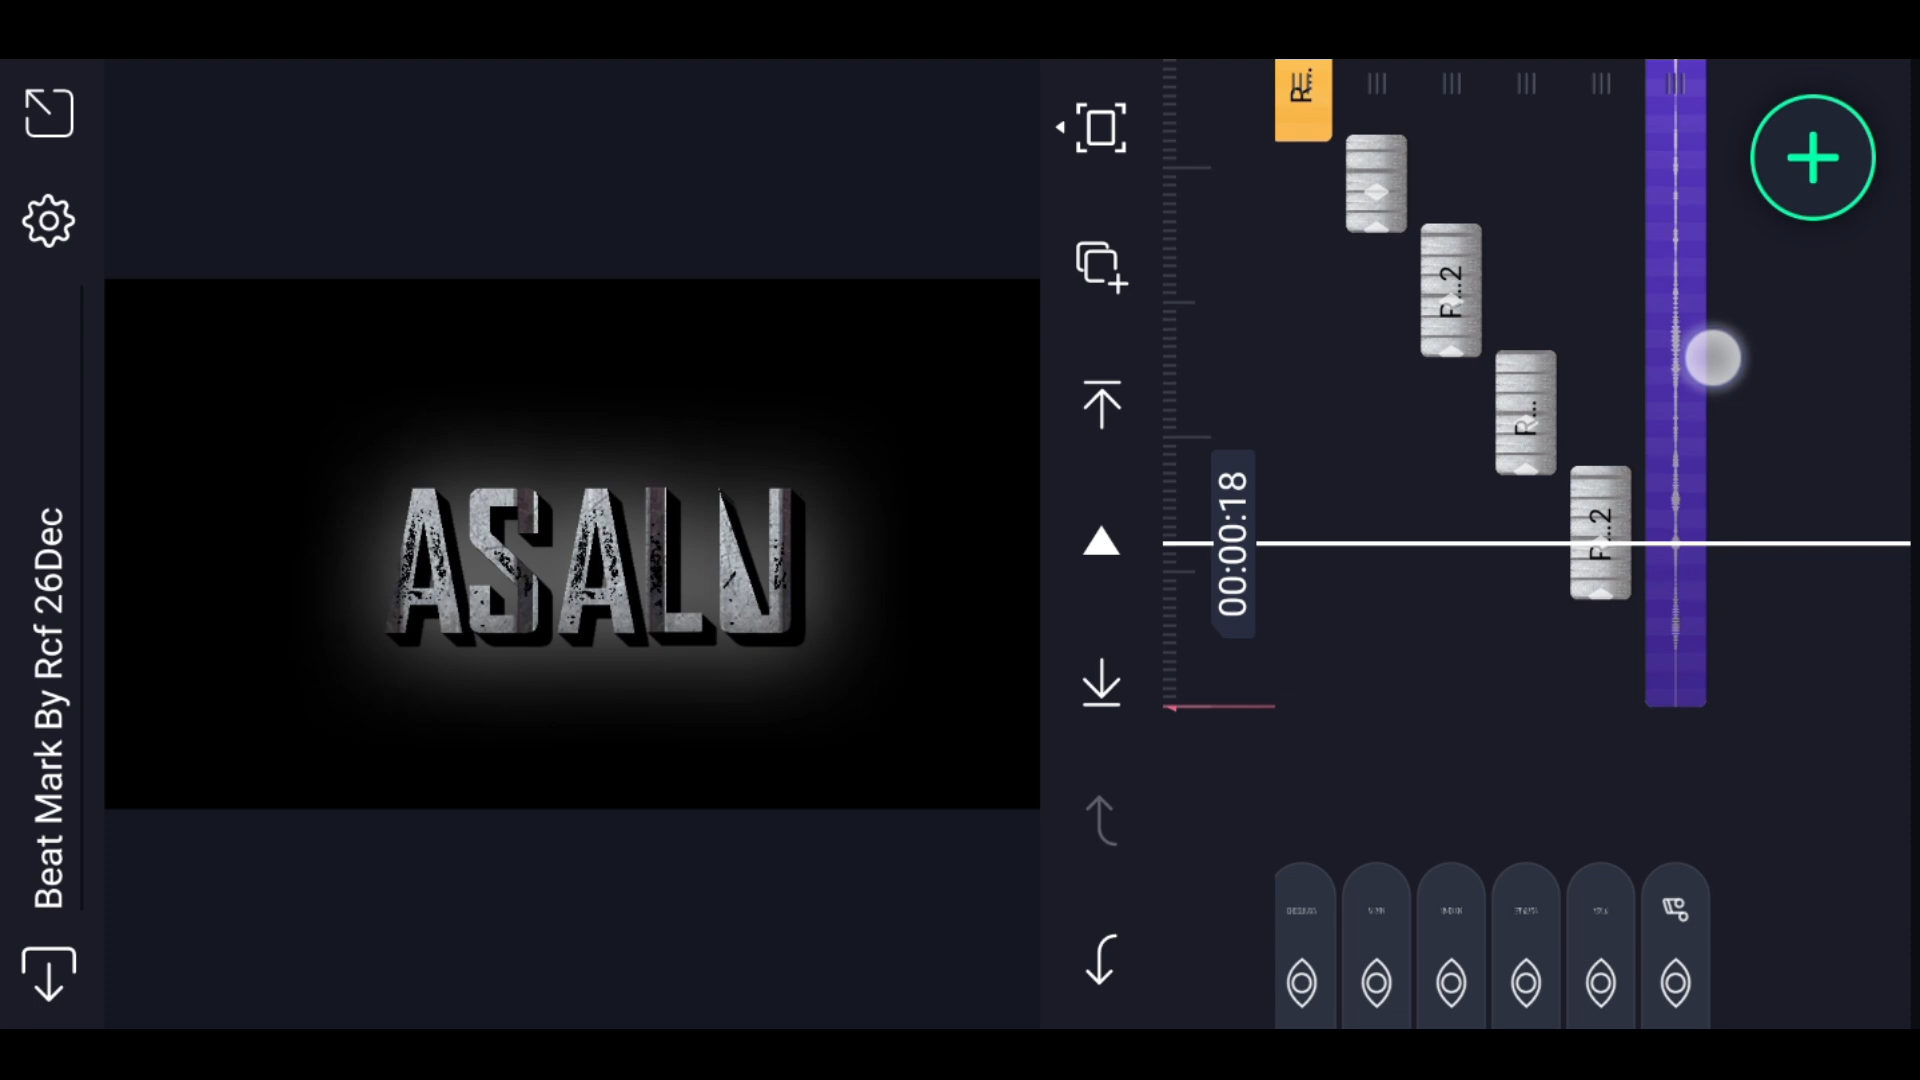 Beat Mark By Rcf 26Dec
ASALU
00:00:18
R...
R...2
R...
R...2